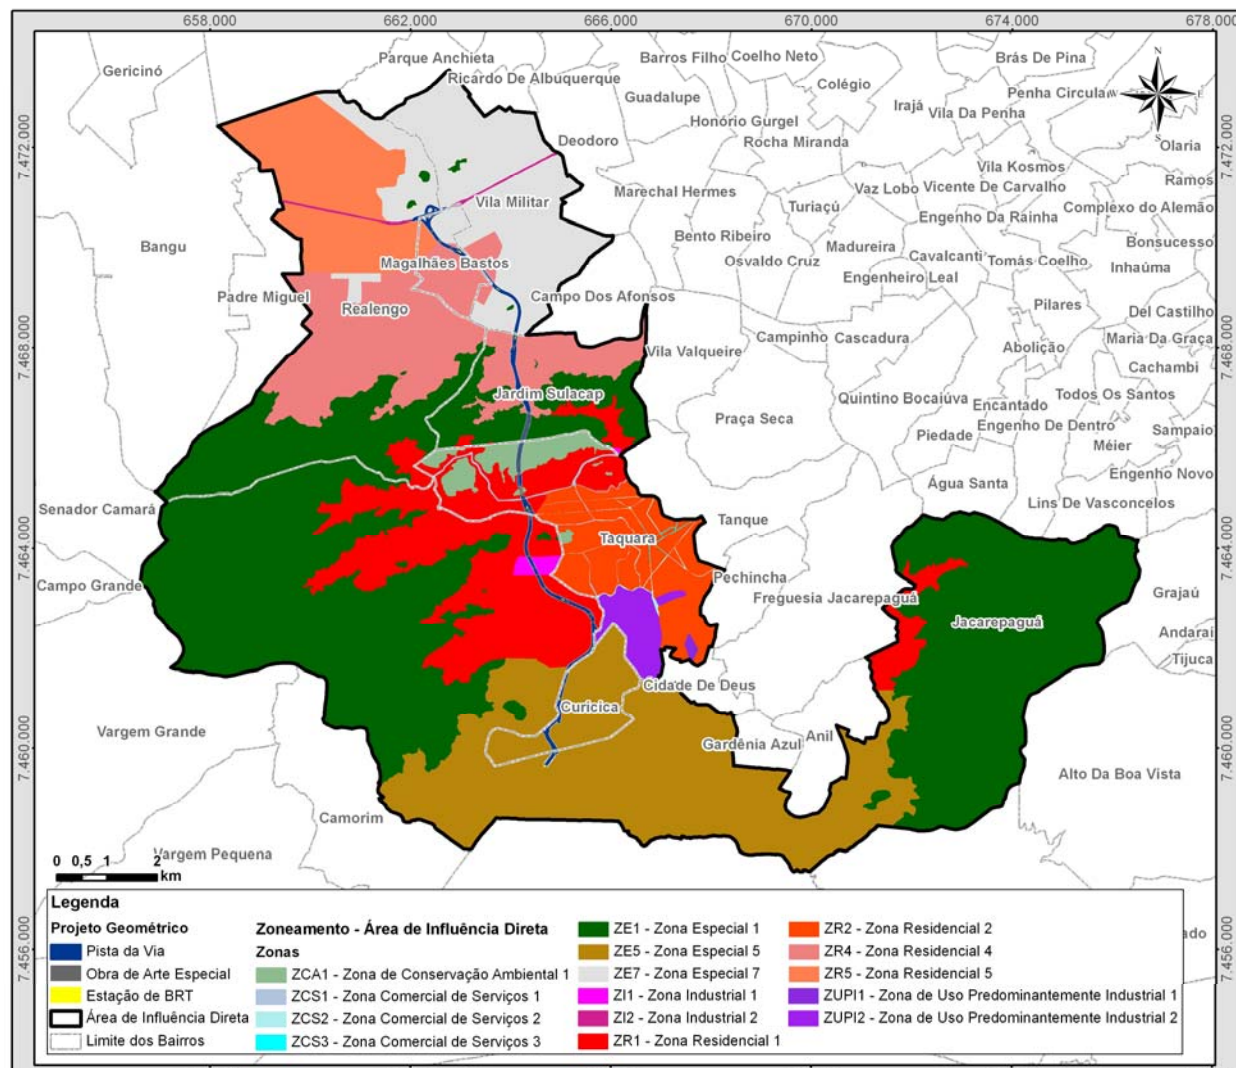 658.000 662.000 666.000 670.000 674.000 678.000
Parque Anchieta
Barros Filho
Coelho Neto
Brás De Pina
N
Gericinó
Ricardo De Albuquerque
Colégio
Penha Circula
W
E
S
Guadalupe
Irajá
Vila Da Penha
Honório Gurgel
7.472.000
Deodoro
Rocha Miranda
7.472.000
Olaria
Vila Kosmos
Marechal Hermes
Vaz Lobo
Vicente De Carvalho
Ramos
Vila Militar
Turiaçú
Engenho Da Rainha
Complexo do Alemão
Bangu
Bento Ribeiro
Madureira
Bonsucesso
Magalhães Bastos
Osvaldo Cruz
Cavalcanti
Tomás Coelho
Inhaúma
Engenheiro Leal
Padre Miguel
Realengo
Campo Dos Afonsos
Pilares
Del Castilho
7.468.000
Vila Valqueire
Campinho
Cascadura
Abolição
Maria Da Graça
7.468.000
Cachambi
Jardim Sulacap
Quintino Bocaiúva
Encantado
Todos Os Santos
Praça Seca
Engenho De Dentro
Sampaio
Piedade
Méier
Engenho Novo
Água Santa
Senador Camará
Lins De Vasconcelos
Tanque
7.464.000
Taquara
7.464.000
Campo Grande
Pechincha
Freguesia Jacarepaguá
Grajaú
Jacarepaguá
Andaraí
Tijuca
Cidade De Deus
Curicica
Vargem Grande
Gardênia Azul
Anil
7.460.000
7.460.000
Alto Da Boa Vista
Camorim
Vargem Pequena
0 0,5 1 2
km
7.456.000
7.456.000
ado
Legenda
Projeto Geométrico
Pista da Via
Obra de Arte Especial
Estação de BRT
Área de Influência Direta
Limite dos Bairros
Zoneamento - Área de Influência Direta
Zonas
ZCA1 - Zona de Conservação Ambiental 1
ZCS1 - Zona Comercial de Serviços 1
ZCS2 - Zona Comercial de Serviços 2
ZCS3 - Zona Comercial de Serviços 3
ZE1 - Zona Especial 1
ZE5 - Zona Especial 5
ZE7 - Zona Especial 7
ZI1 - Zona Industrial 1
ZI2 - Zona Industrial 2
ZR1 - Zona Residencial 1
ZR2 - Zona Residencial 2
ZR4 - Zona Residencial 4
ZR5 - Zona Residencial 5
ZUPI1 - Zona de Uso Predominantemente Industrial 1
ZUPI2 - Zona de Uso Predominantemente Industrial 2
658.000 662.000 666.000 670.000 674.000 678.000